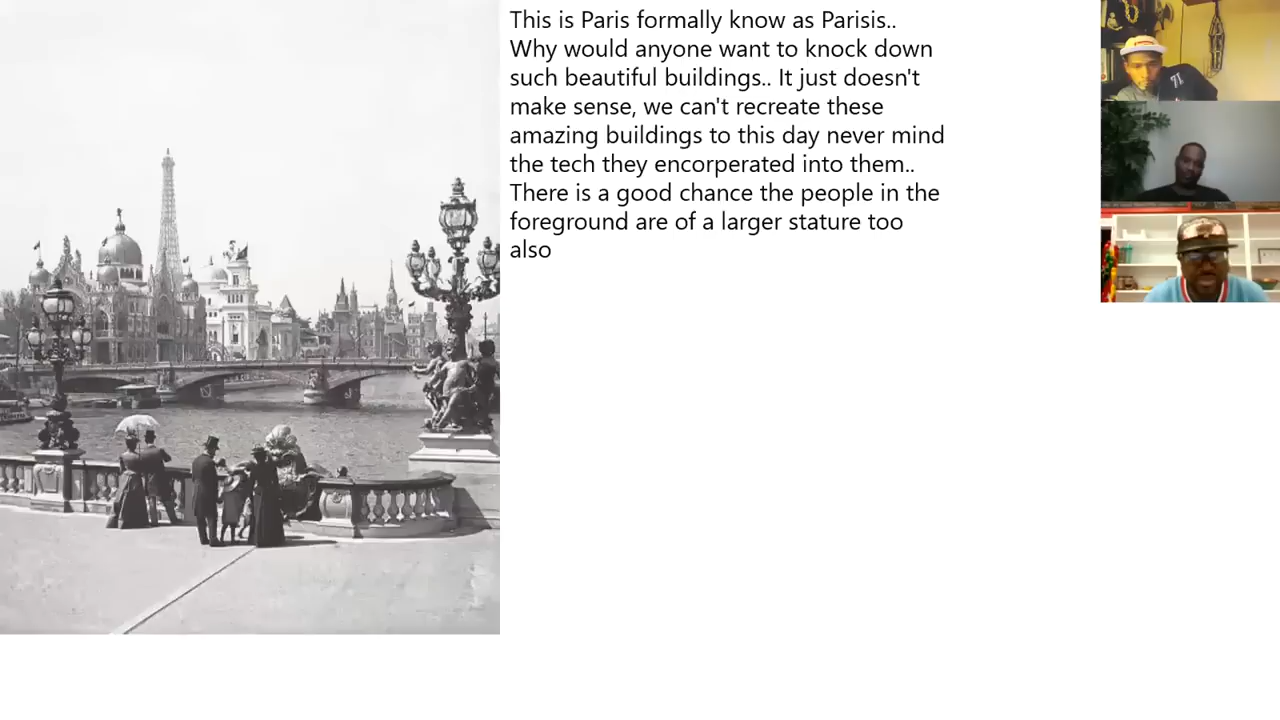 This is Paris formally know as Parisis..
Why would anyone want to knock down
such beautiful buildings.. It just doesn't
make sense, we can't recreate these
amazing buildings to this day never mind
the tech they encorperated into them..
There is a good chance the people in the
foreground are of a larger stature too
also
71